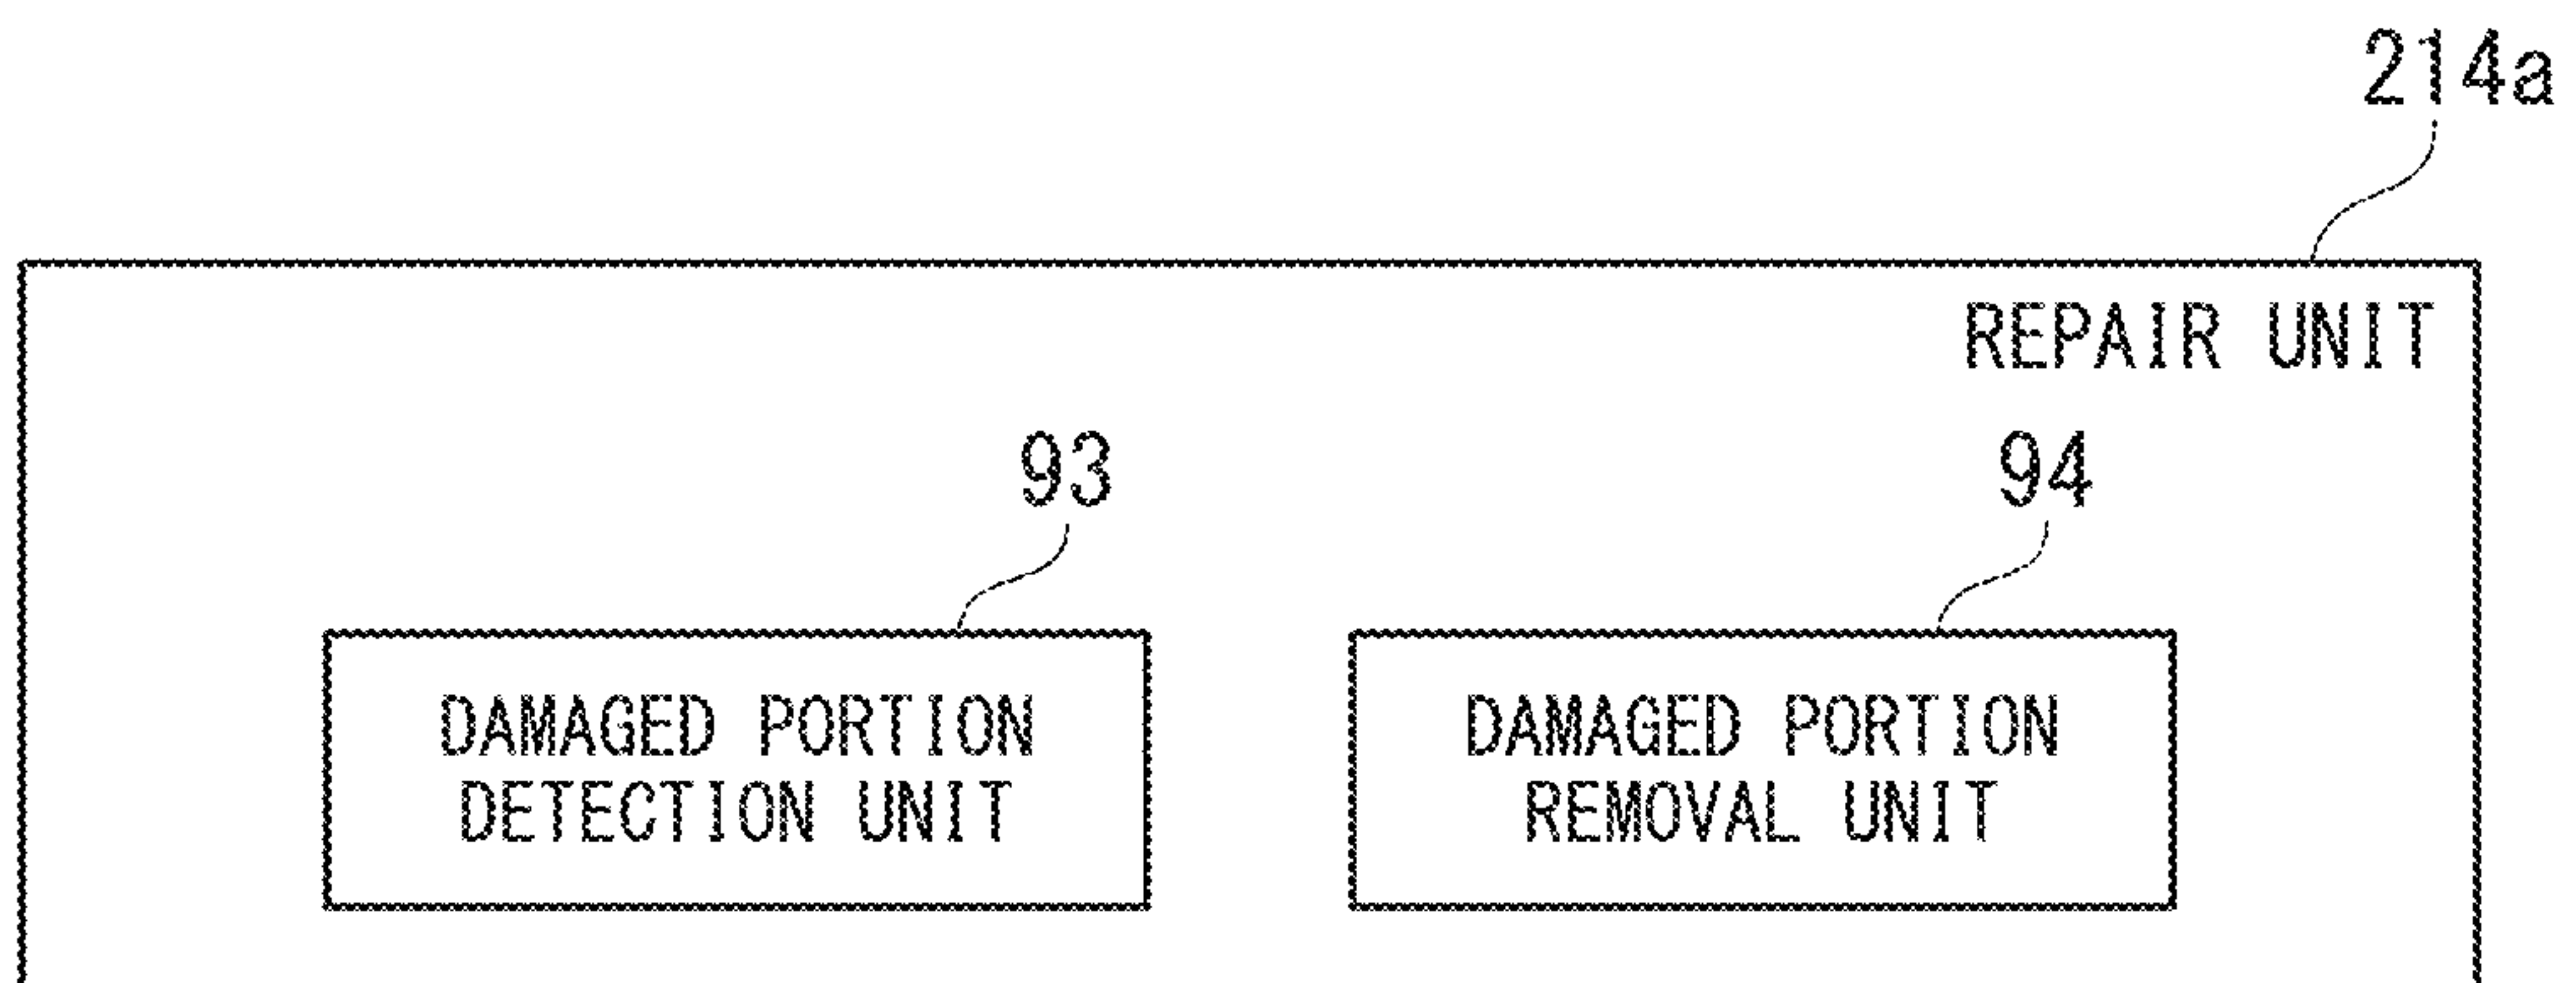 214a
REPAIR UNIT
93
94
DAMAGED PORTION
DETECTION UNIT
DAMAGED PORTION
REMOVAL UNIT